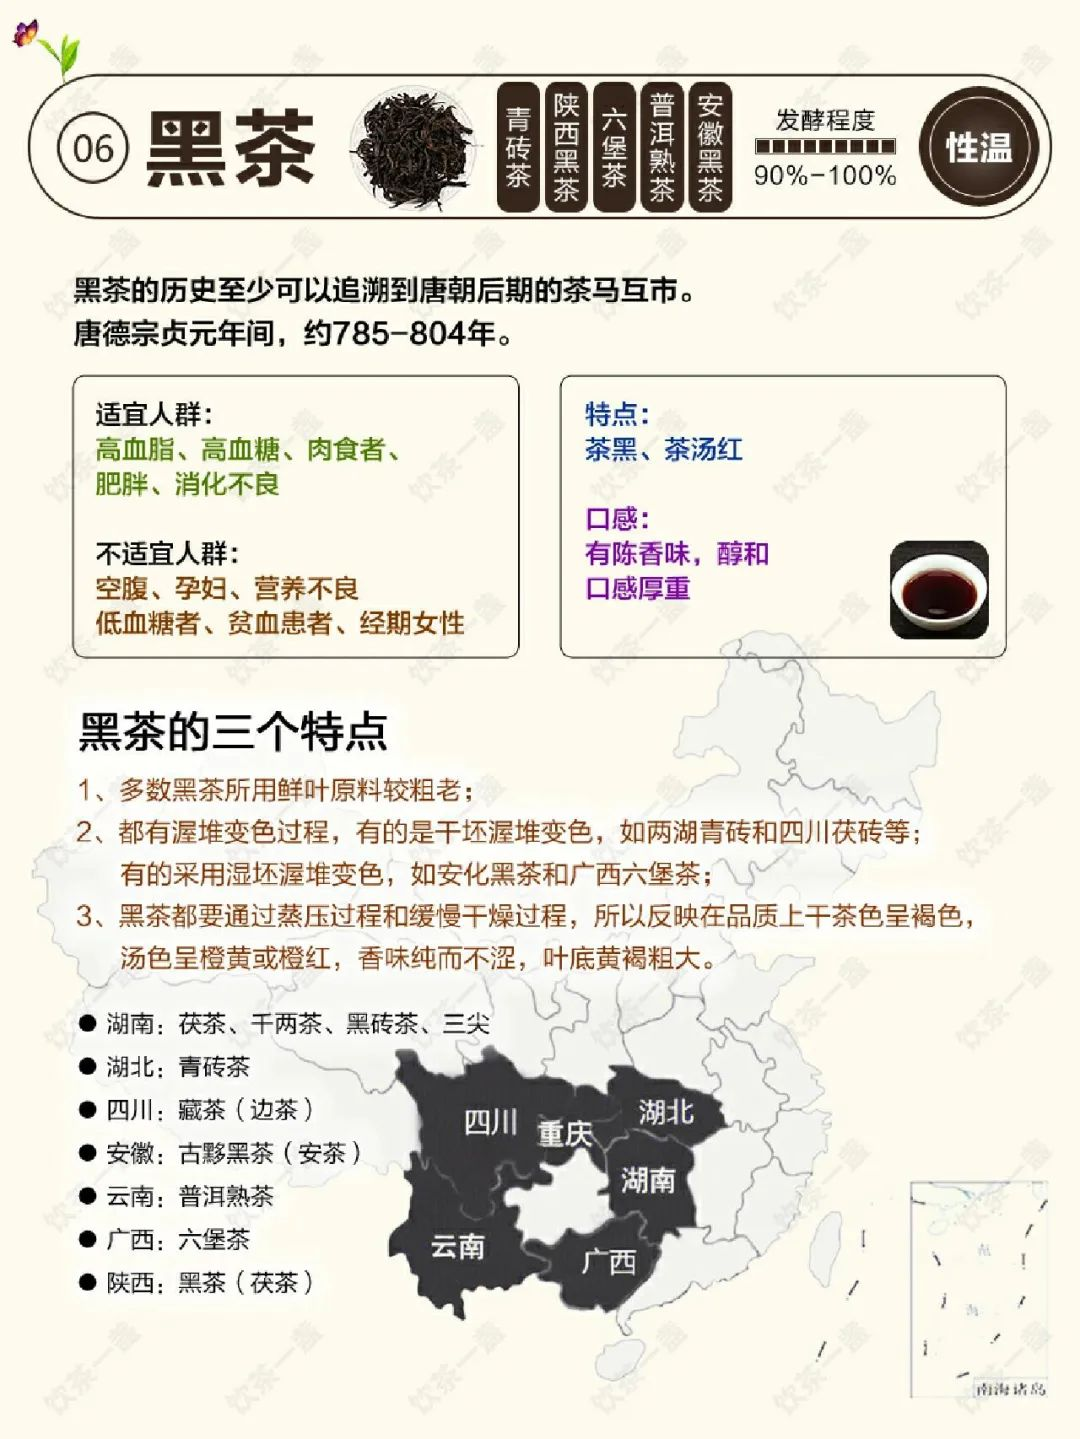 06
黑茶
青砖茶
陕西黑茶
六堡茶
普洱熟茶
安徽黑茶
发酵程度
90%-100%
性温
黑茶的历史至少可以追溯到唐朝后期的茶马互市。
唐德宗贞元年间，约785-804年。
适宜人群：
高血脂、高血糖、肉食者、
肥胖、消化不良
不适宜人群：
空腹、孕妇、营养不良
低血糖者、贫血患者、经期女性
特点：
茶黑、茶汤红
口感：
有陈香味，醇和
口感厚重
黑茶的三个特点
1、多数黑茶所用鲜叶原料较粗老；
2、都有渥堆变色过程，有的是干坯渥堆变色，如两湖青砖和四川茯砖等；
有的采用湿坯渥堆变色，如安化黑茶和广西六堡茶；
3、黑茶都要通过蒸压过程和缓慢干燥过程，所以反映在品质上干茶色呈褐色，
汤色呈橙黄或橙红，香味纯而不涩，叶底黄褐粗大。
● 湖南：茯茶、千两茶、黑砖茶、三尖
● 湖北：青砖茶
● 四川：藏茶（边茶）
● 安徽：古黟黑茶（安茶）
● 云南：普洱熟茶
● 广西：六堡茶
● 陕西：黑茶（茯茶）
四川
重庆
湖北
湖南
云南
广西
南
海
南海诸岛
饮茶一盏